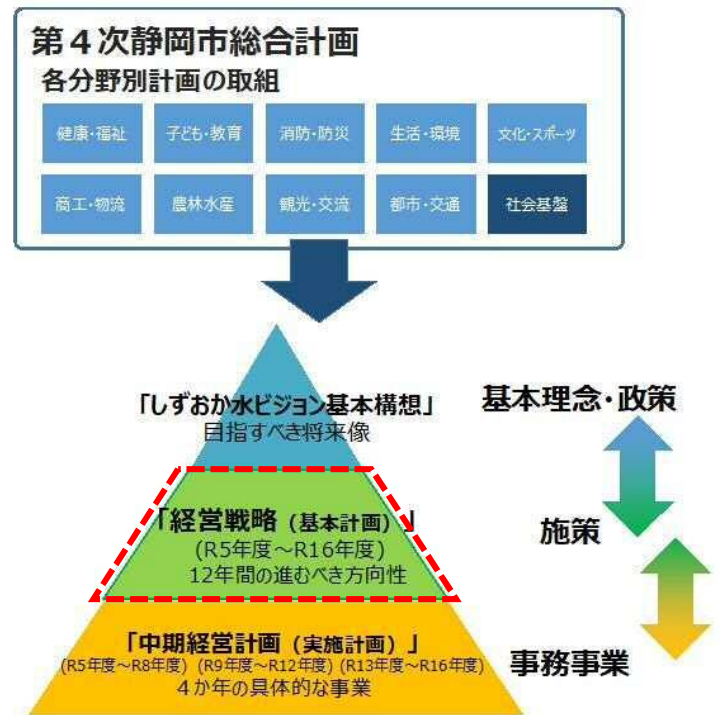 第４次静岡市総合計画
各分野別計画の取組
健康・福祉
子ども・教育
消防・防災
生活・環境
文化・スポーツ
商工・物流
農林水産
観光・交流
都市・交通
社会基盤
「しずおか水ビジョン基本構想」
目指すべき将来像
基本理念・政策
「経営戦略（基本計画）」
(R5年度～R16年度)
12年間の進むべき方向性
施策
「中期経営計画（実施計画）」
(R5年度～R8年度) (R9年度～R12年度) (R13年度～R16年度)
４か年の具体的な事業
事務事業